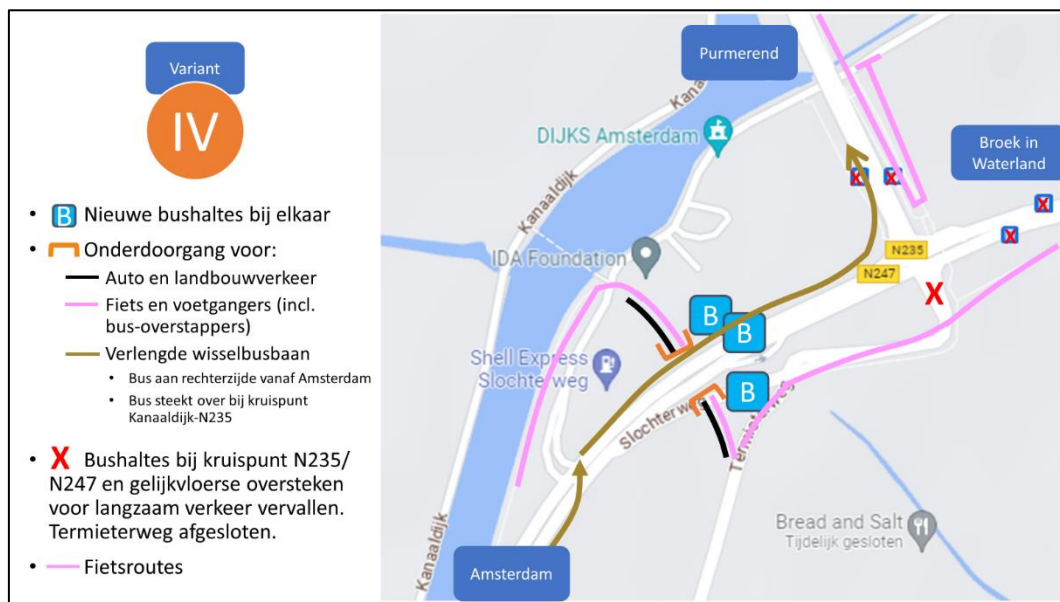 Variant
IV
B Nieuwe bushaltes bij elkaar
Onderdoorgang voor:
Auto en landbouwverkeer
Fiets en voetgangers (incl.
bus-overstappers)
Verlengde wisselbusbaan
Bus aan rechterzijde vanaf Amsterdam
Bus steekt over bij kruispunt
Kanaaldijk-N235
X Bushaltes bij kruispunt N235/
N247 en gelijkvloerse oversteken
voor langzaam verkeer vervallen.
Termieterweg afgesloten.
Fietsroutes
Purmerend
Kana
DIJKS Amsterdam
Broek in
Waterland
X
X
X
X
Kanaaldijk
IDA Foundation
N235
N247
X
B
B
Shell Express
Slochterweg
B
Slochterweg
Termieterweg
Kanaaldijk
Bread and Salt
Tijdelijk gesloten
Amsterdam
Kanaaldijk